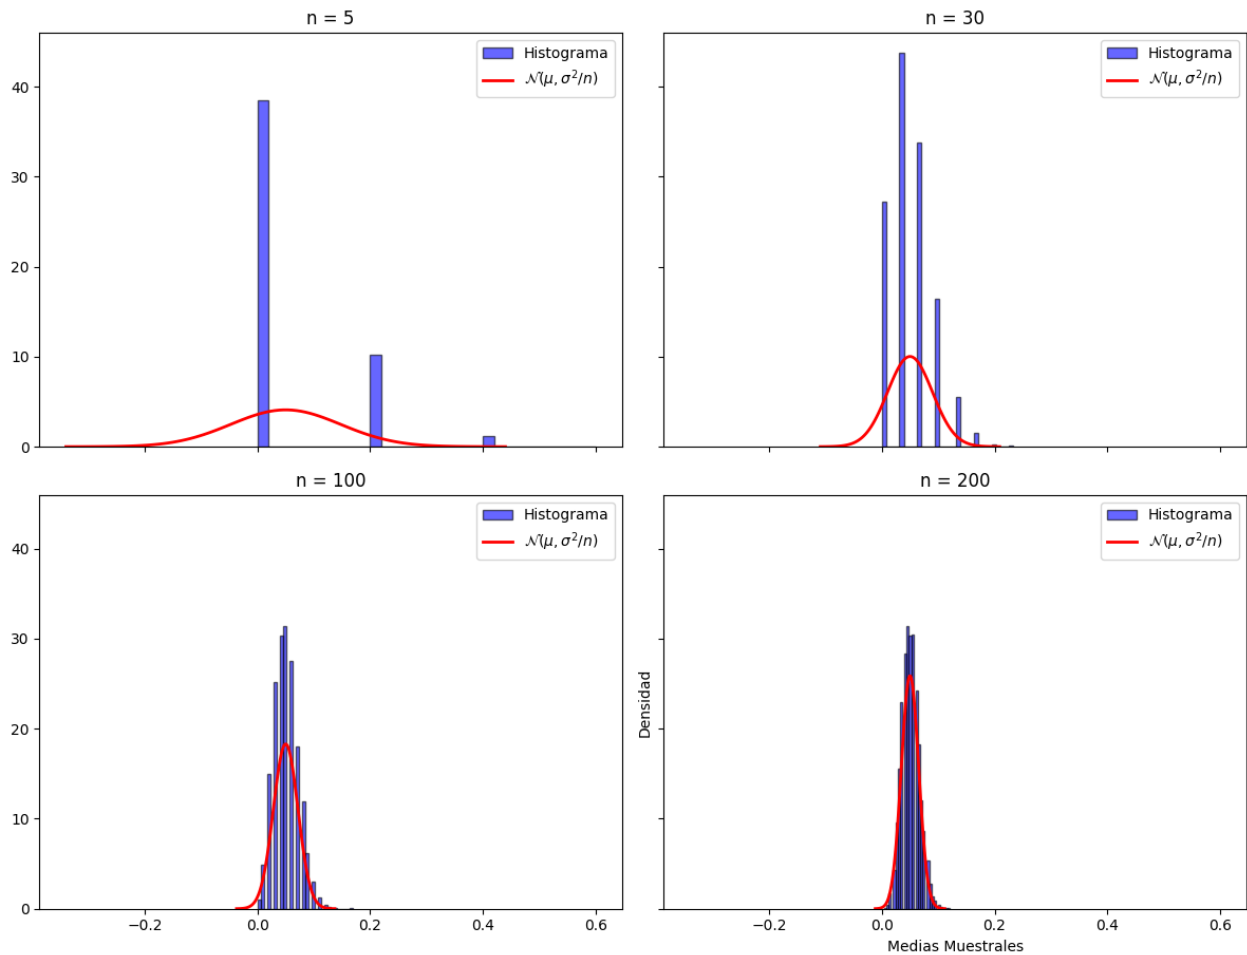 n = 5
Histograma
𝒩(μ, σ²/n)
40
30
20
10
0
n = 30
Histograma
𝒩(μ, σ²/n)
n = 100
Histograma
𝒩(μ, σ²/n)
40
30
20
10
0
−0.2
0.0
0.2
0.4
0.6
n = 200
Histograma
𝒩(μ, σ²/n)
Densidad
−0.2
0.0
0.2
0.4
0.6
Medias Muestrales